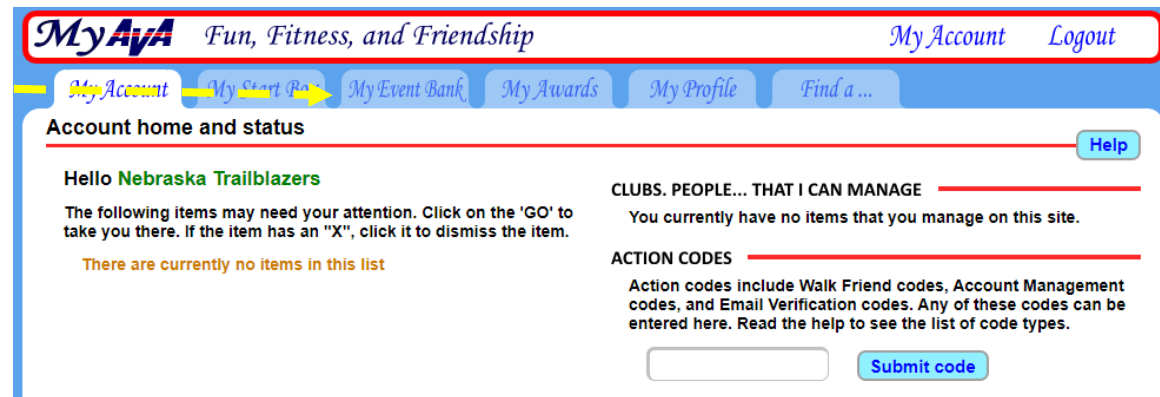 MyAVA Fun, Fitness, and Friendship My Account Logout
My Account My Start Box My Event Bank My Awards My Profile Find a ...
Account home and status
Help
Hello Nebraska Trailblazers
The following items may need your attention. Click on the 'GO' to
take you there. If the item has an "X", click it to dismiss the item.
There are currently no items in this list
CLUBS. PEOPLE... THAT I CAN MANAGE
You currently have no items that you manage on this site.
ACTION CODES
Action codes include Walk Friend codes, Account Management
codes, and Email Verification codes. Any of these codes can be
entered here. Read the help to see the list of code types.
Submit code